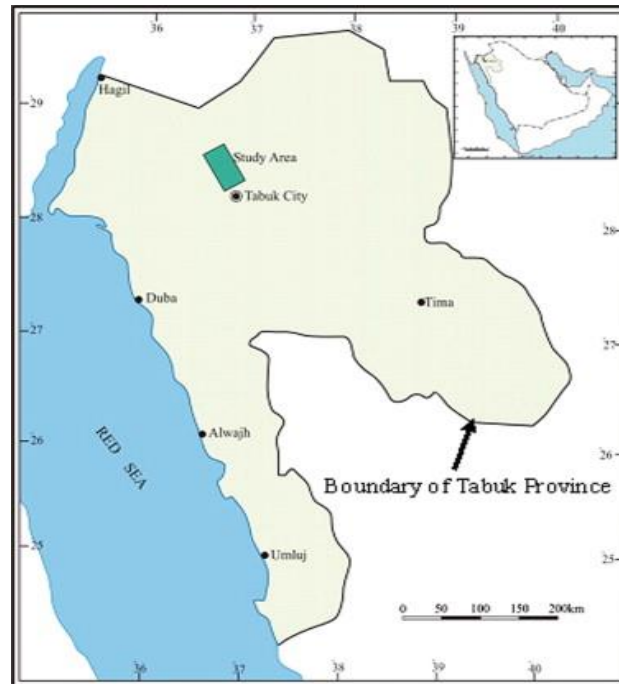 36
37
38
39
40
29
Hagil
Study Area
Tabuk City
28
28
Duba
Tima
27
27
Alwajh
26
26
RED SEA
Boundary of Tabuk Province
25
Umluj
25
0 50 100 150 200km
36
37
38
39
40